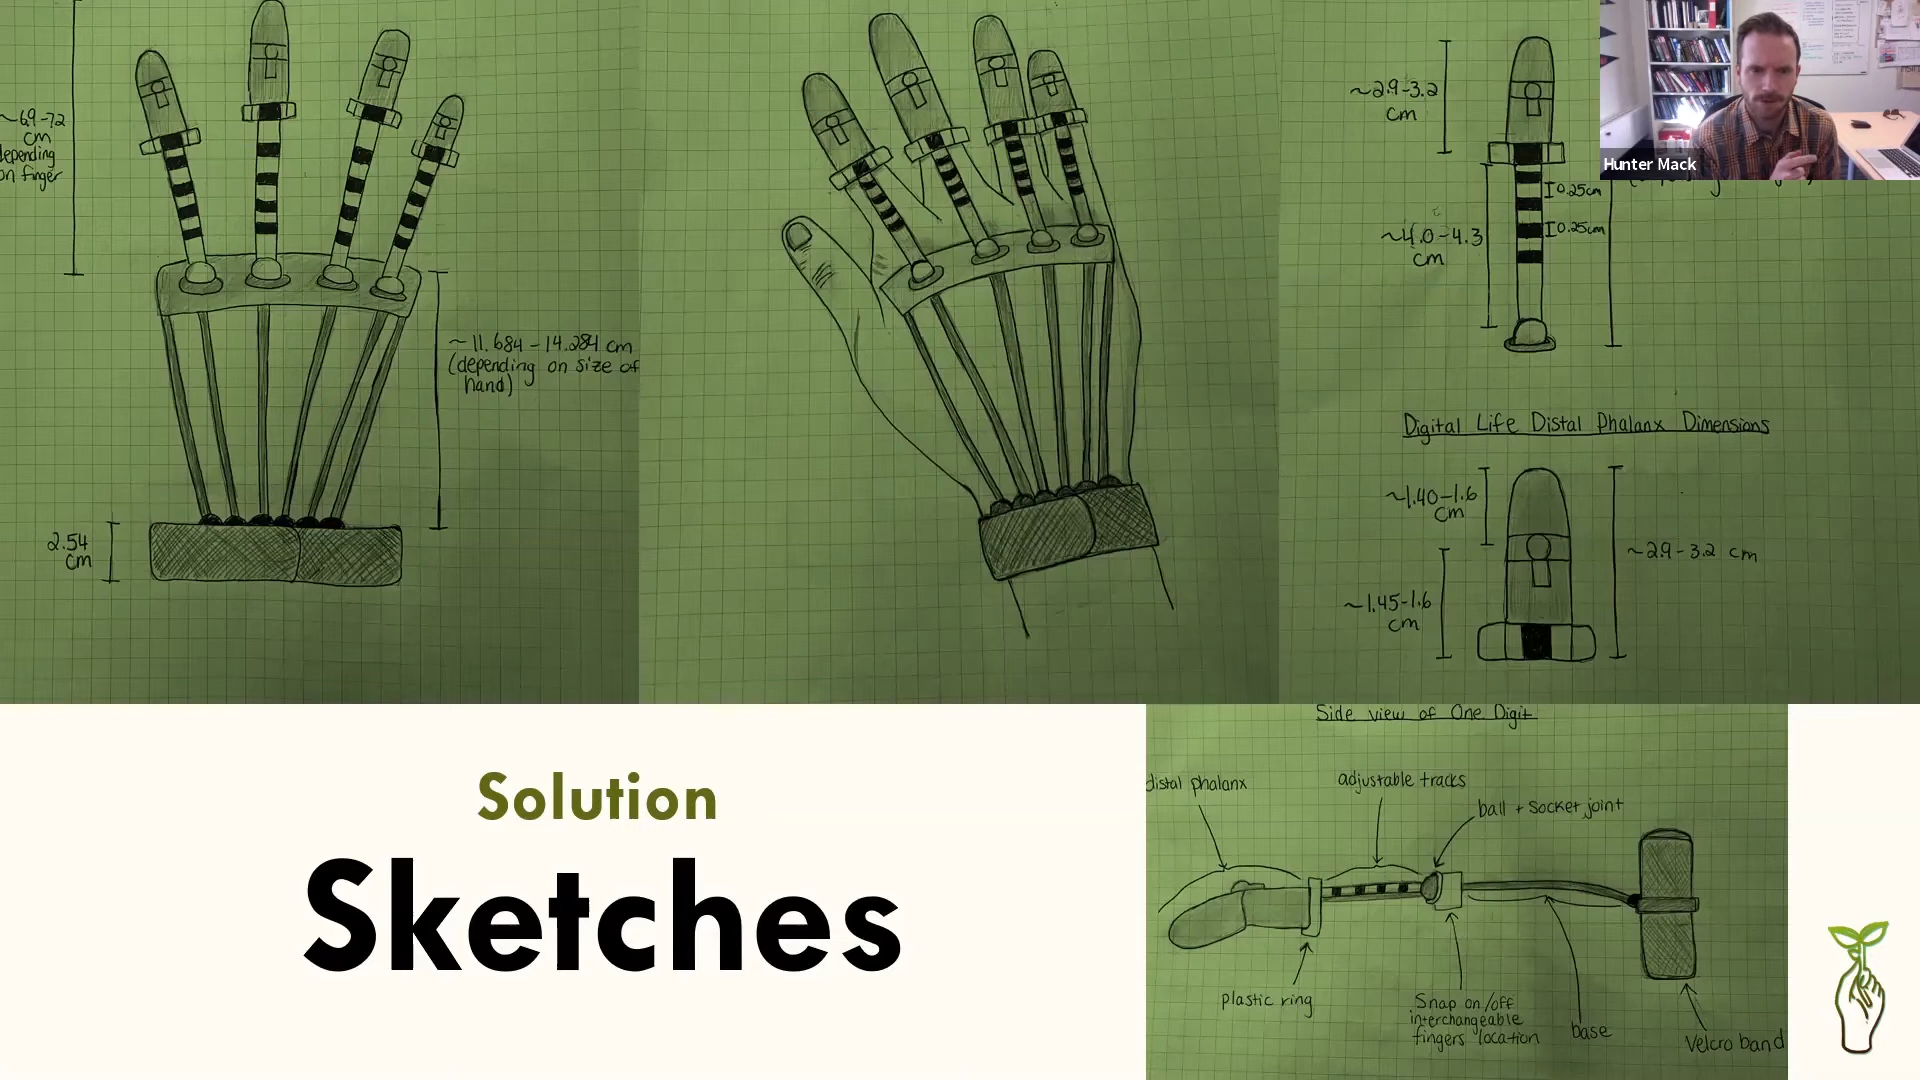 ~6.9-7.2
cm
depending
on finger
~11.684-14.284 cm
(depending on size of
hand)
2.54
cm
~2.9-3.2
cm
0.25cm
0.25cm
~4.0-4.3
cm
Hunter Mack
Digital Life Distal Phalanx Dimensions
~1.40-1.6
cm
~1.45-1.6
cm
~2.9-3.2 cm
Solution
Sketches
Side view of One Digit
distal phalanx
adjustable tracks
ball + socket joint
plastic ring
Snap on/off
interchangeable
fingers location
base
Velcro band